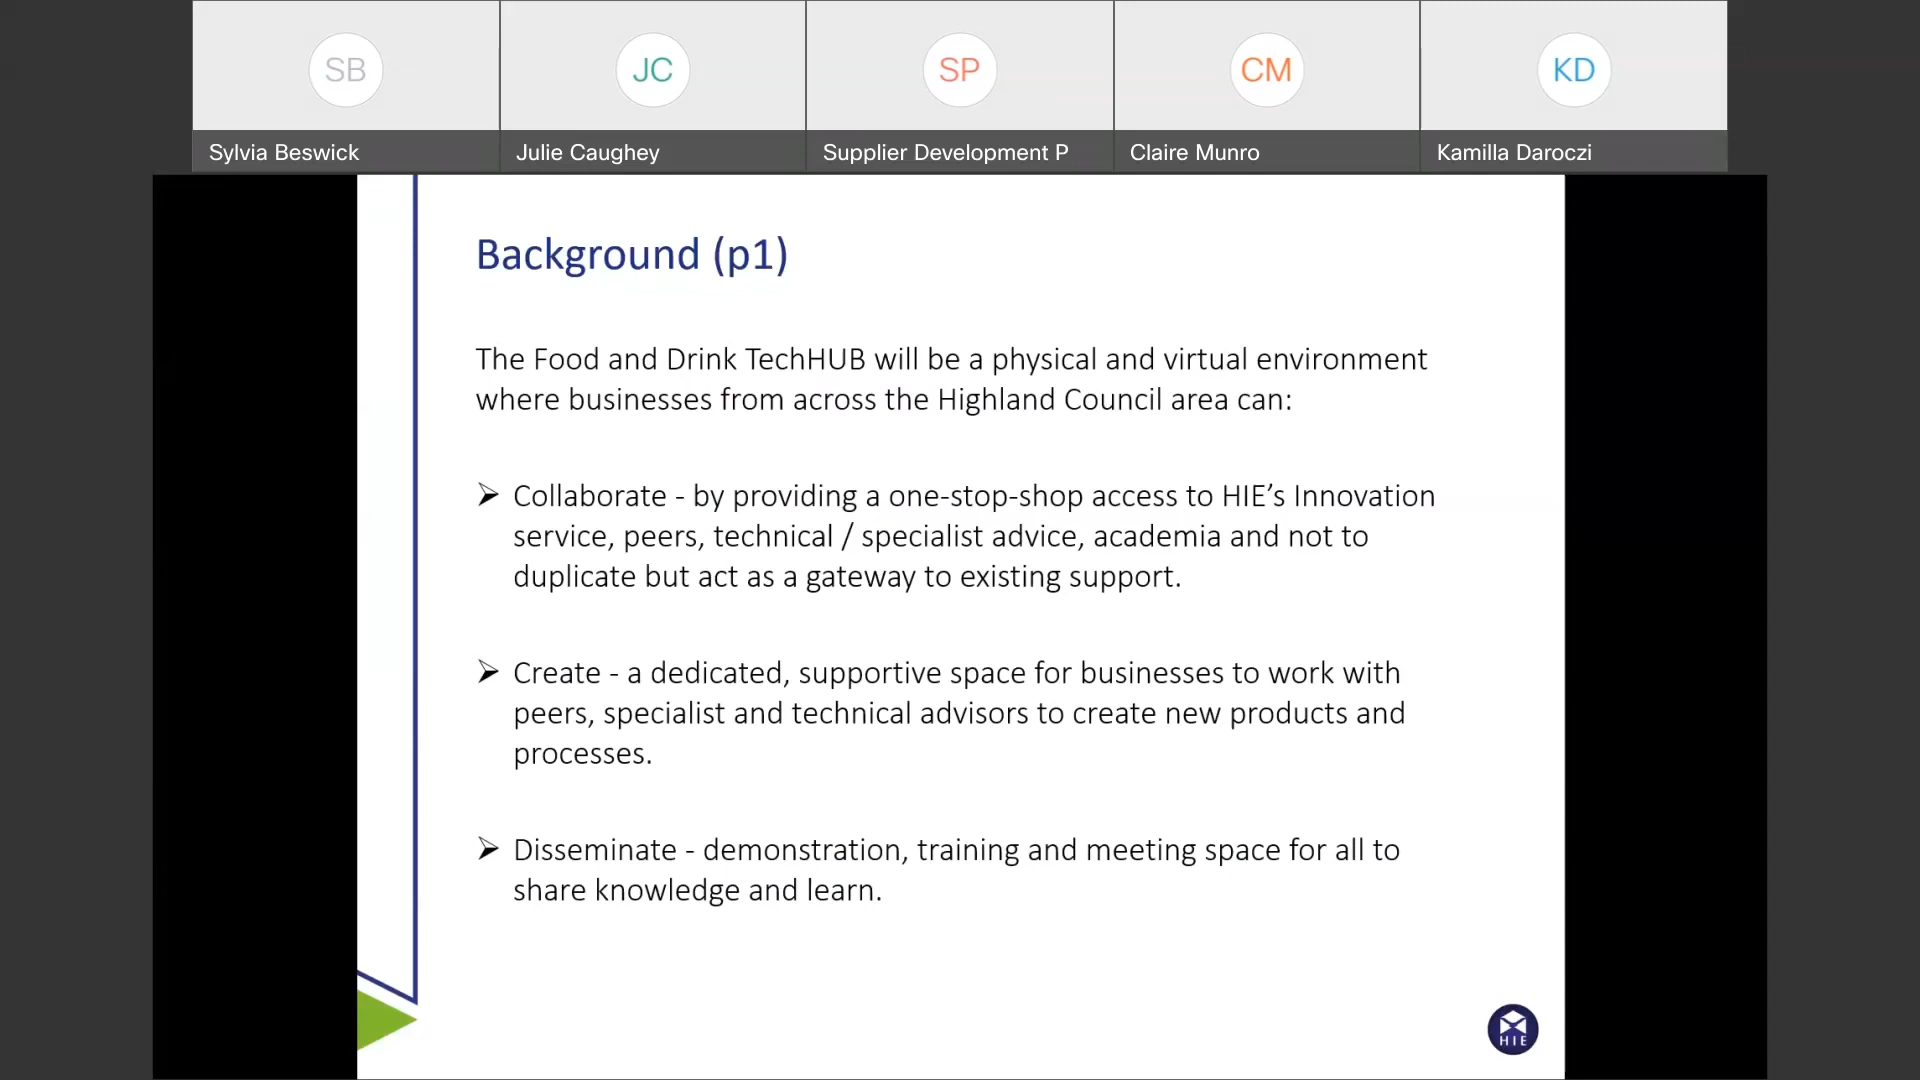 SB
JC
SP
CM
KD
Sylvia Beswick
Julie Caughey
Supplier Development P
Claire Munro
Kamilla Daroczi
Background (p1)
The Food and Drink TechHUB will be a physical and virtual environment
where businesses from across the Highland Council area can:
➢ Collaborate - by providing a one-stop-shop access to HIE’s Innovation
service, peers, technical / specialist advice, academia and not to
duplicate but act as a gateway to existing support.
➢ Create - a dedicated, supportive space for businesses to work with
peers, specialist and technical advisors to create new products and
processes.
➢ Disseminate - demonstration, training and meeting space for all to
share knowledge and learn.
HIE